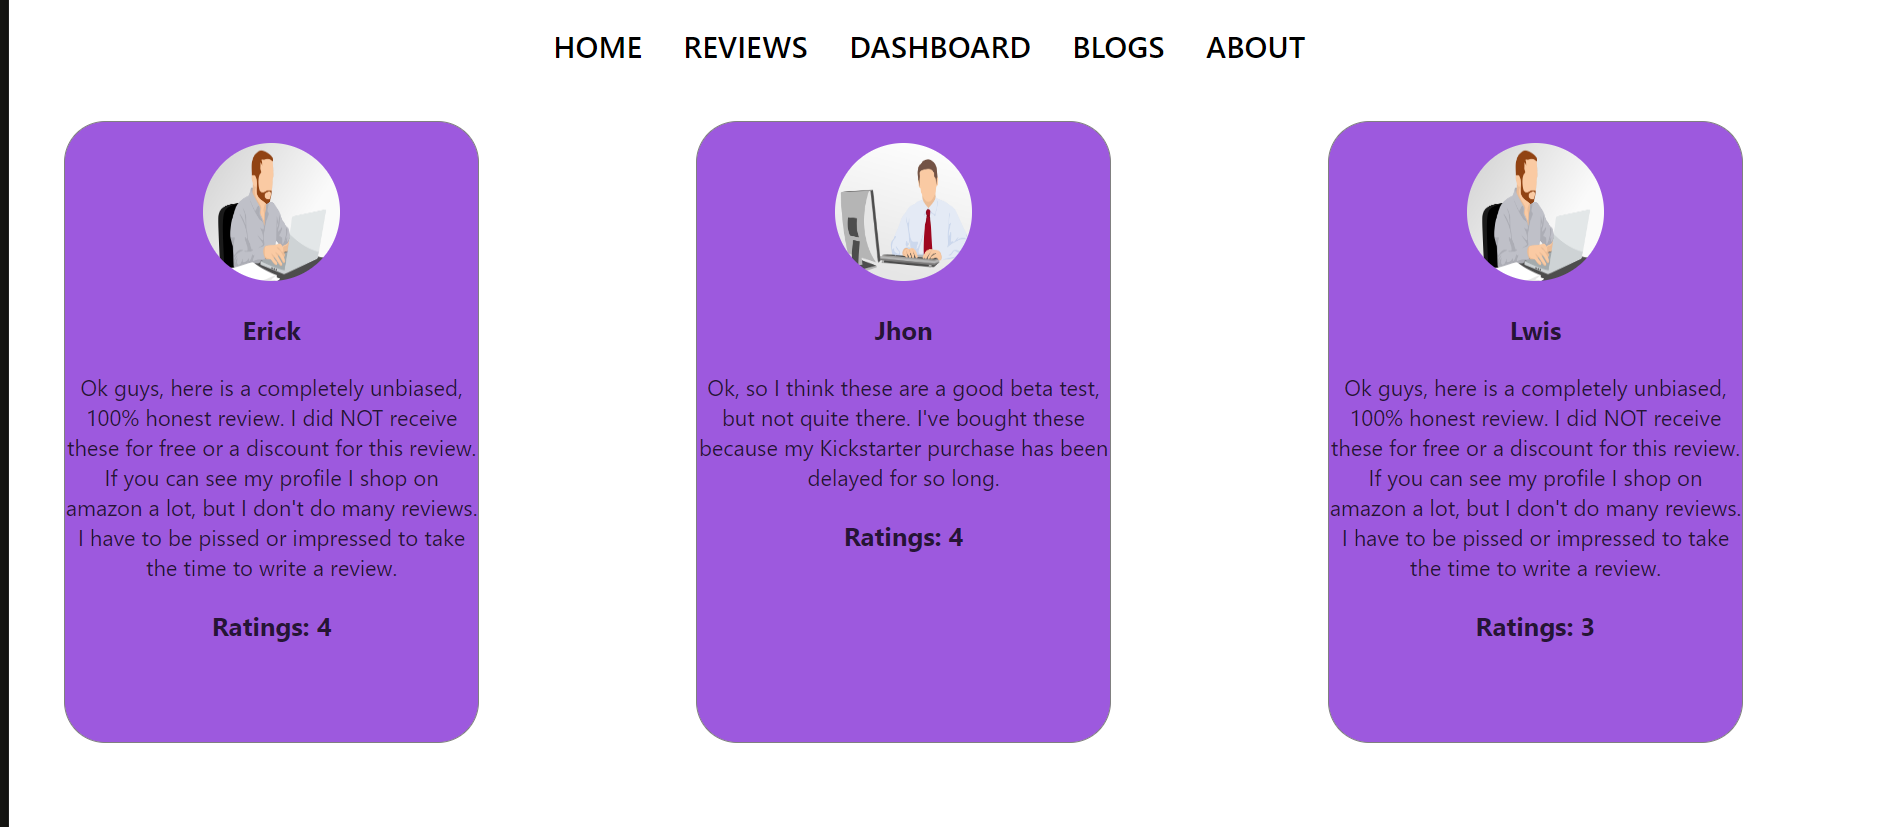 HOME REVIEWS DASHBOARD BLOGS ABOUT
Erick
Ok guys, here is a completely unbiased,
100% honest review. I did NOT receive
these for free or a discount for this review.
If you can see my profile I shop on
amazon a lot, but I don't do many reviews.
I have to be pissed or impressed to take
the time to write a review.
Ratings: 4
Jhon
Ok, so I think these are a good beta test,
but not quite there. I've bought these
because my Kickstarter purchase has been
delayed for so long.
Ratings: 4
Lwis
Ok guys, here is a completely unbiased,
100% honest review. I did NOT receive
these for free or a discount for this review.
If you can see my profile I shop on
amazon a lot, but I don't do many reviews.
I have to be pissed or impressed to take
the time to write a review.
Ratings: 3